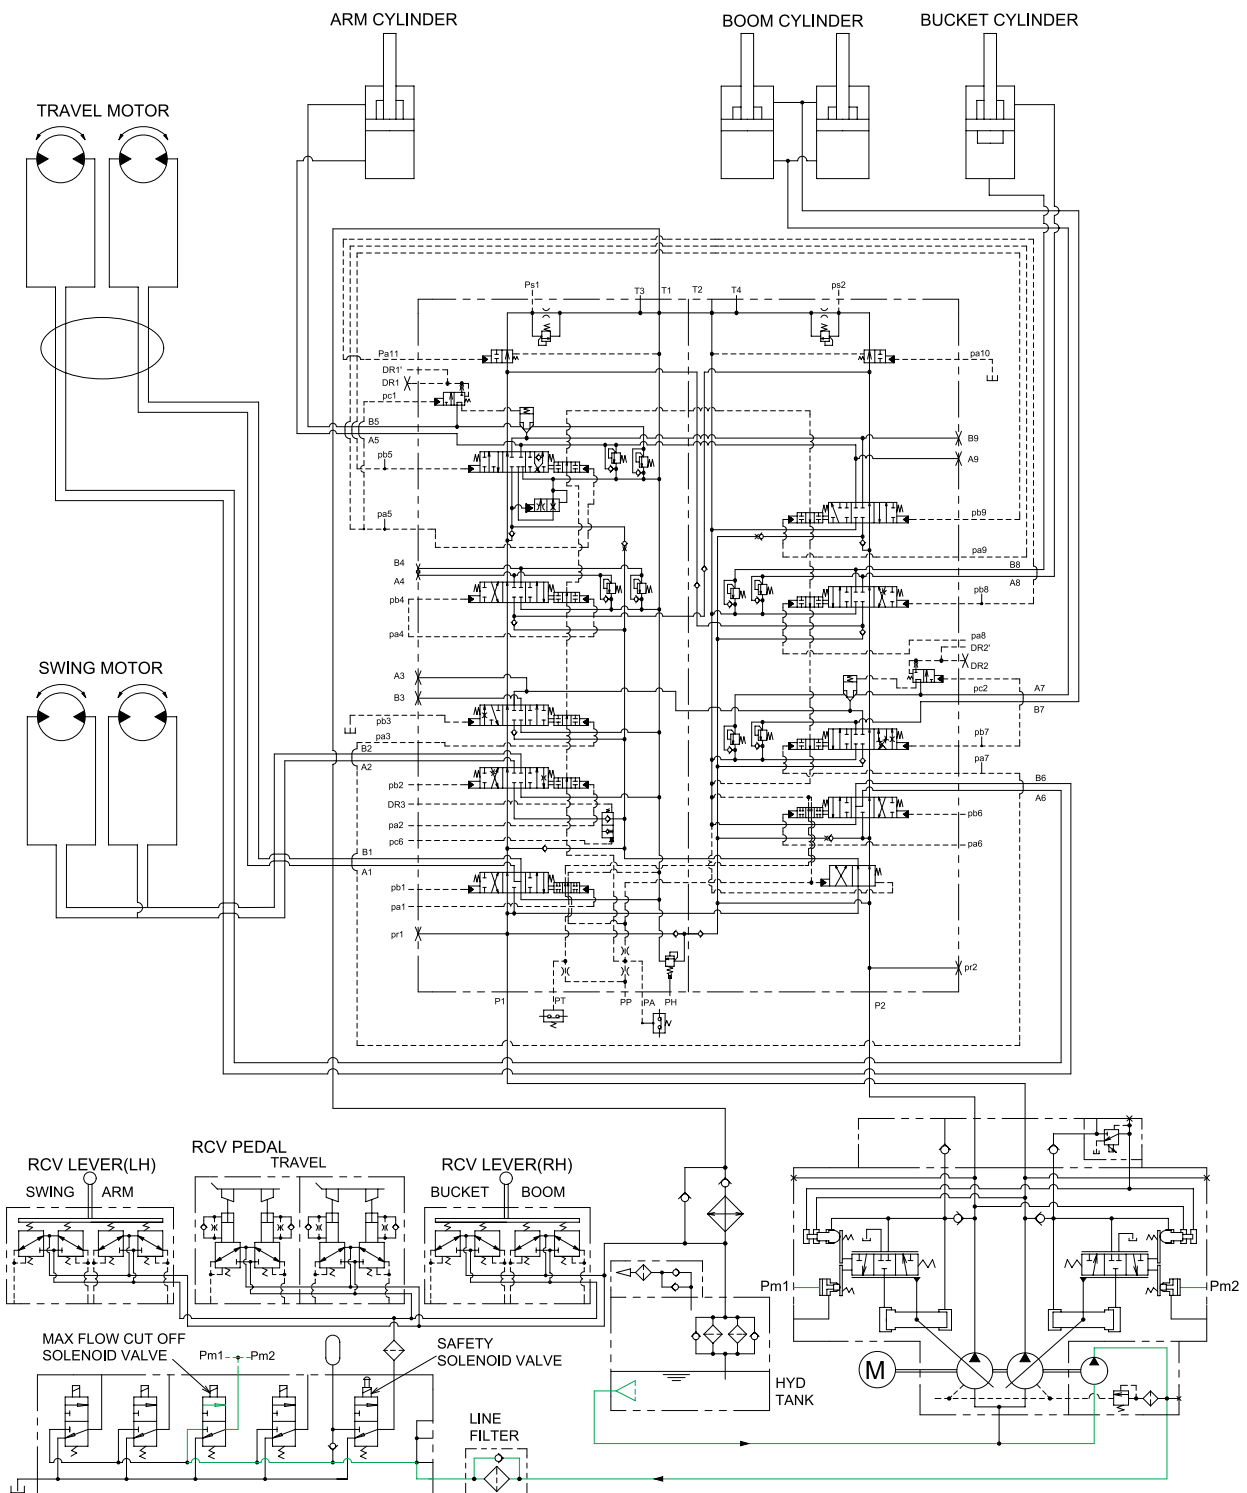 ARM CYLINDER
BOOM CYLINDER
BUCKET CYLINDER
TRAVEL MOTOR
Ps1
T3
T1
T2
T4
ps2
Pa11
pa10
DR1'
DR1
pc1
B5
A5
B9
A9
pb5
pa5
pb9
pa9
B4
A4
B8
A8
pb4
pb8
pa4
pa8
DR2'
DR2
SWING MOTOR
A3
B3
pc2
A7
B7
pb3
pa3
pb7
pa7
B2
A2
pb2
B6
A6
DR3
pb6
pa2
pc6
pa6
B1
A1
pb1
pa1
pr1
pr2
P1
PT
PP
PA
PH
P2
RCV LEVER(LH)
SWING
ARM
RCV PEDAL
TRAVEL
RCV LEVER(RH)
BUCKET
BOOM
Pm1
Pm2
MAX FLOW CUT OFF
SOLENOID VALVE
Pm1
Pm2
SAFETY
SOLENOID VALVE
M
HYD
TANK
LINE
FILTER